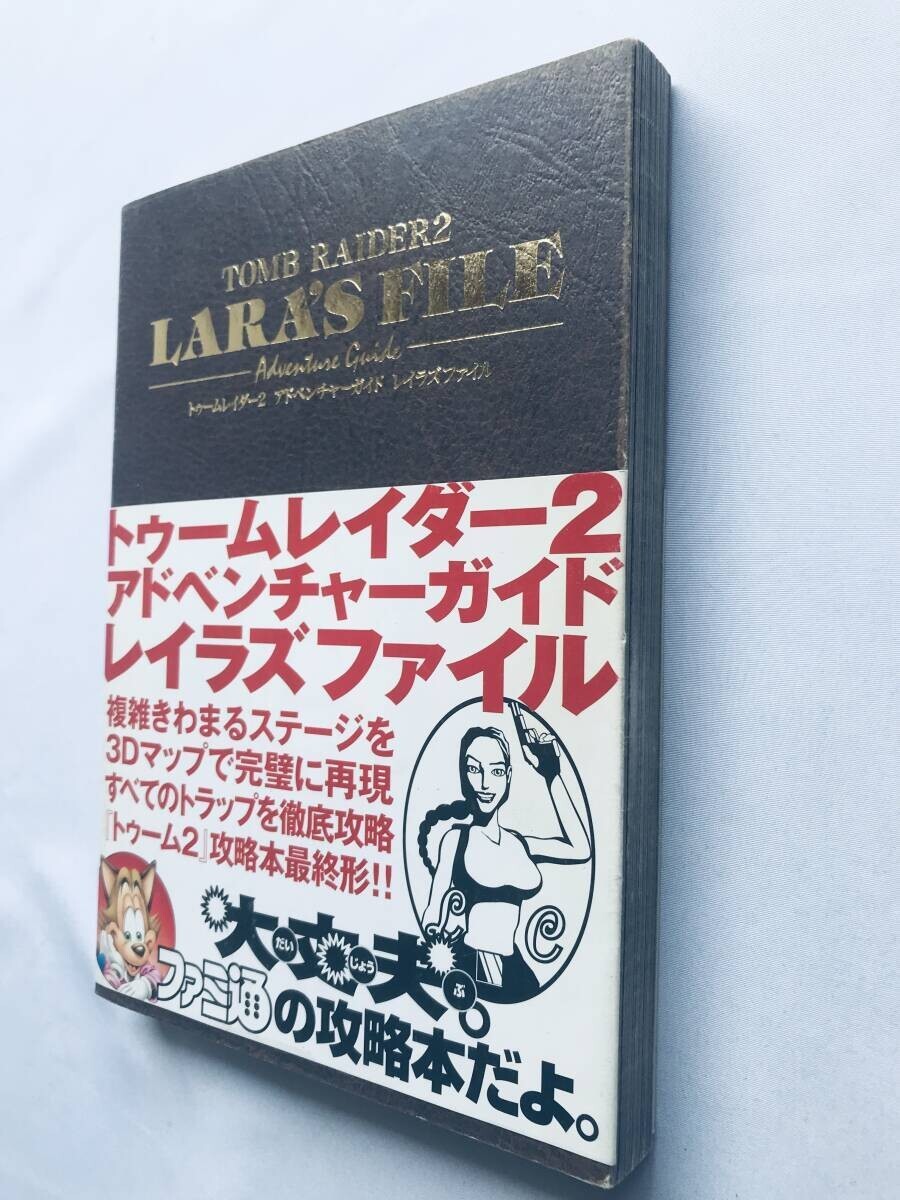 TOMB RAIDER2
LARA'S FILE
Adventure Guide
トゥームレイダー2 アドベンチャーガイド レイラズファイル
トゥームレイダー2
アドベンチャーガイド
レイラズファイル
複雑きわまるステージを
3Dマップで完璧に再現
すべてのトラップを徹底攻略
『トゥーム2』攻略本最終形!!
L C
"大丈夫"。
だい じょう ぶ
ファミ通の攻略本だよ。